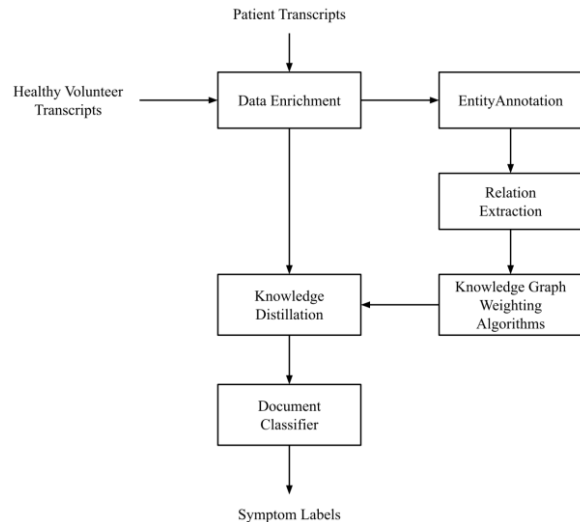 Patient Transcripts
Healthy Volunteer
Transcripts
Data Enrichment
EntityAnnotation
Relation
Extraction
Knowledge
Distillation
Knowledge Graph
Weighting
Algorithms
Document
Classifier
Symptom Labels